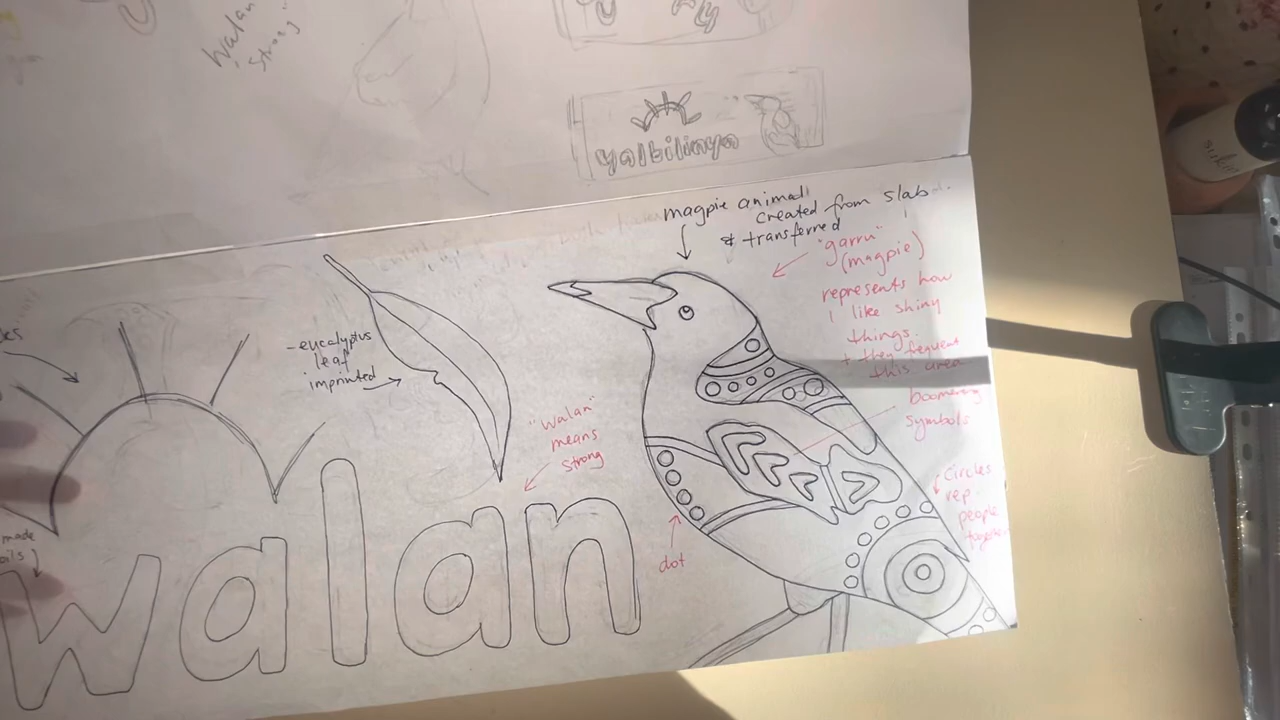 walan
"strong"
yalbilinya
magpie animal
created from slab.
& transferred
"garru"
(magpie)
represents how
I like shiny
things.
+ they frequent
this area
boomerang
symbols
- eucalyptus
leaf
imprinted
"walan"
means
strong
Circles
rep.
people
together
made
dot
walan